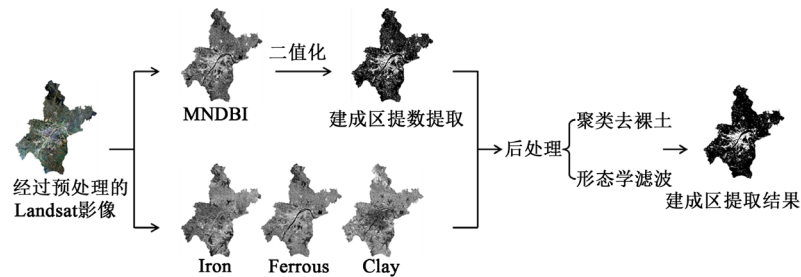 经过预处理的
Landsat影像
MNDBI
二值化
建成区提数提取
Iron
Ferrous
Clay
后处理
聚类去裸土
形态学滤波
建成区提取结果